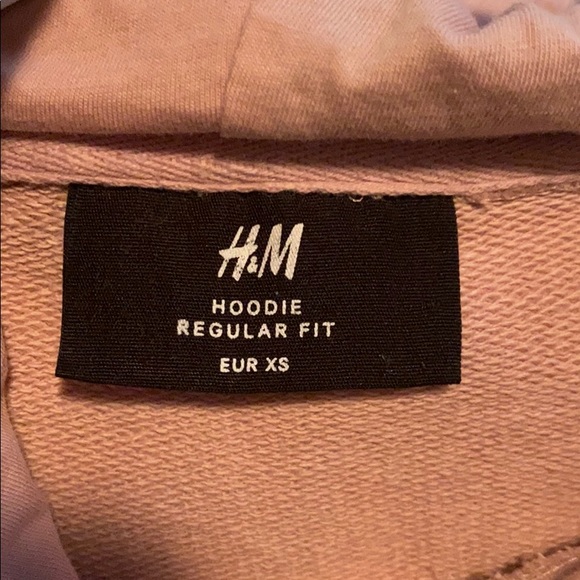 H&M
HOODIE
REGULAR FIT
EUR XS